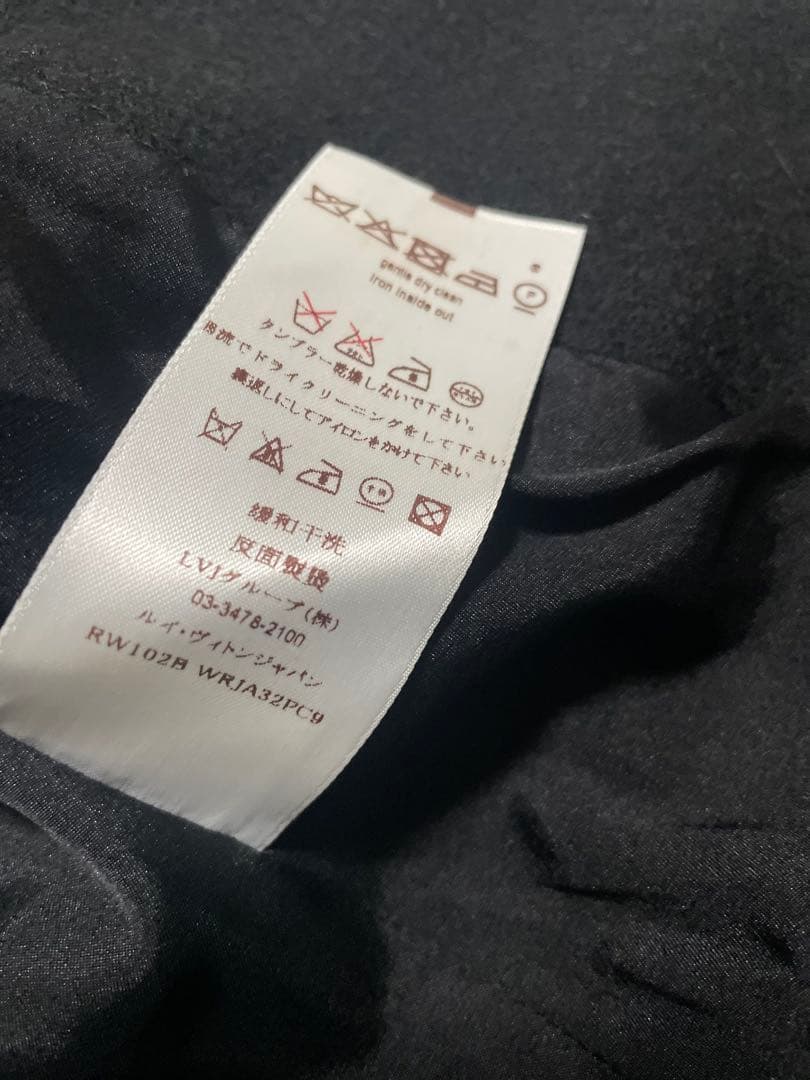 P
gentle dry clean
iron inside out
タンブラー乾燥しないで下さい。
弱流でドライクリーニングをして下さい
裏返しにしてアイロンをかけて下さい
缓和干洗
反面熨烫
LVJグループ(株)
03-3478-2100
ルイ・ヴィトンジャパン
RW102B WRJA32PC9